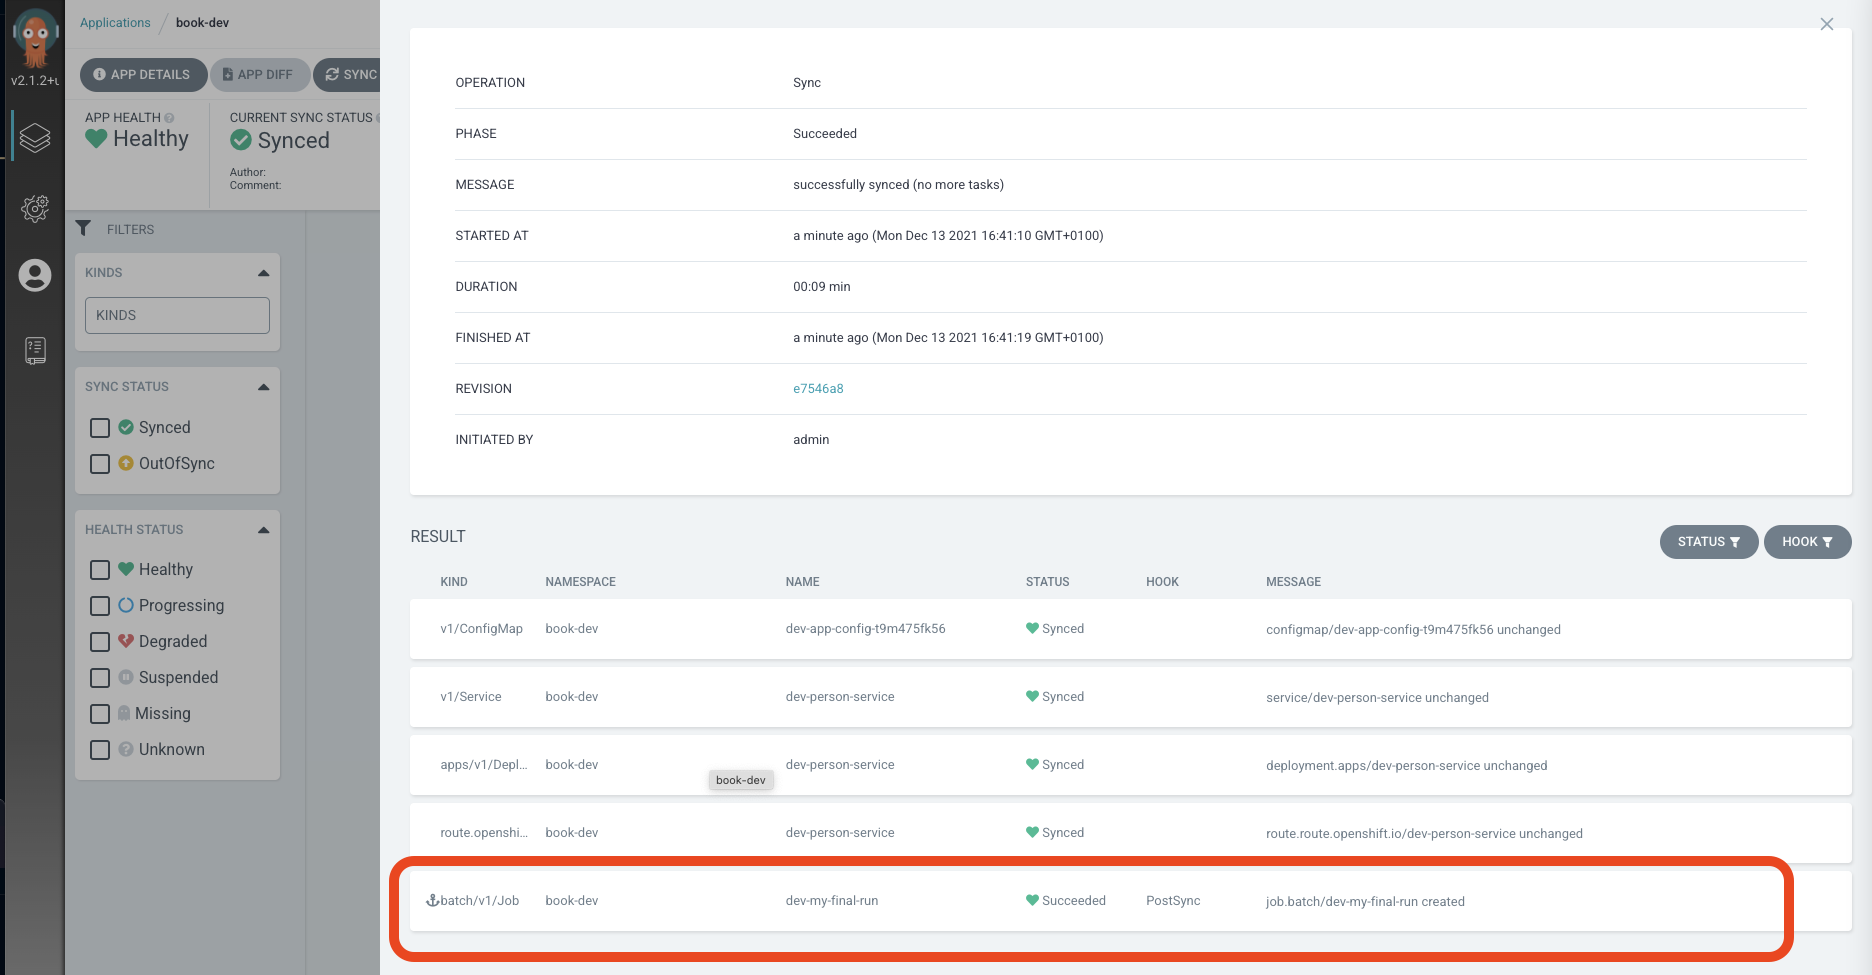 v2.1.2+u
Applications / book-dev
APP DETAILS
APP DIFF
SYNC
APP HEALTH
Healthy
CURRENT SYNC STATUS
Synced
Author:
Comment:
FILTERS
KINDS
KINDS
SYNC STATUS
Synced
OutOfSync
HEALTH STATUS
Healthy
Progressing
Degraded
Suspended
Missing
Unknown
OPERATION Sync
PHASE Succeeded
MESSAGE successfully synced (no more tasks)
STARTED AT a minute ago (Mon Dec 13 2021 16:41:10 GMT+0100)
DURATION 00:09 min
FINISHED AT a minute ago (Mon Dec 13 2021 16:41:19 GMT+0100)
REVISION e7546a8
INITIATED BY admin
RESULT
STATUS
HOOK
KIND NAMESPACE NAME STATUS HOOK MESSAGE
v1/ConfigMap book-dev dev-app-config-t9m475fk56 Synced configmap/dev-app-config-t9m475fk56 unchanged
v1/Service book-dev dev-person-service Synced service/dev-person-service unchanged
apps/v1/Depl... book-dev dev-person-service Synced deployment.apps/dev-person-service unchanged
book-dev
route.openshi... book-dev dev-person-service Synced route.route.openshift.io/dev-person-service unchanged
batch/v1/Job book-dev dev-my-final-run Succeeded PostSync job.batch/dev-my-final-run created